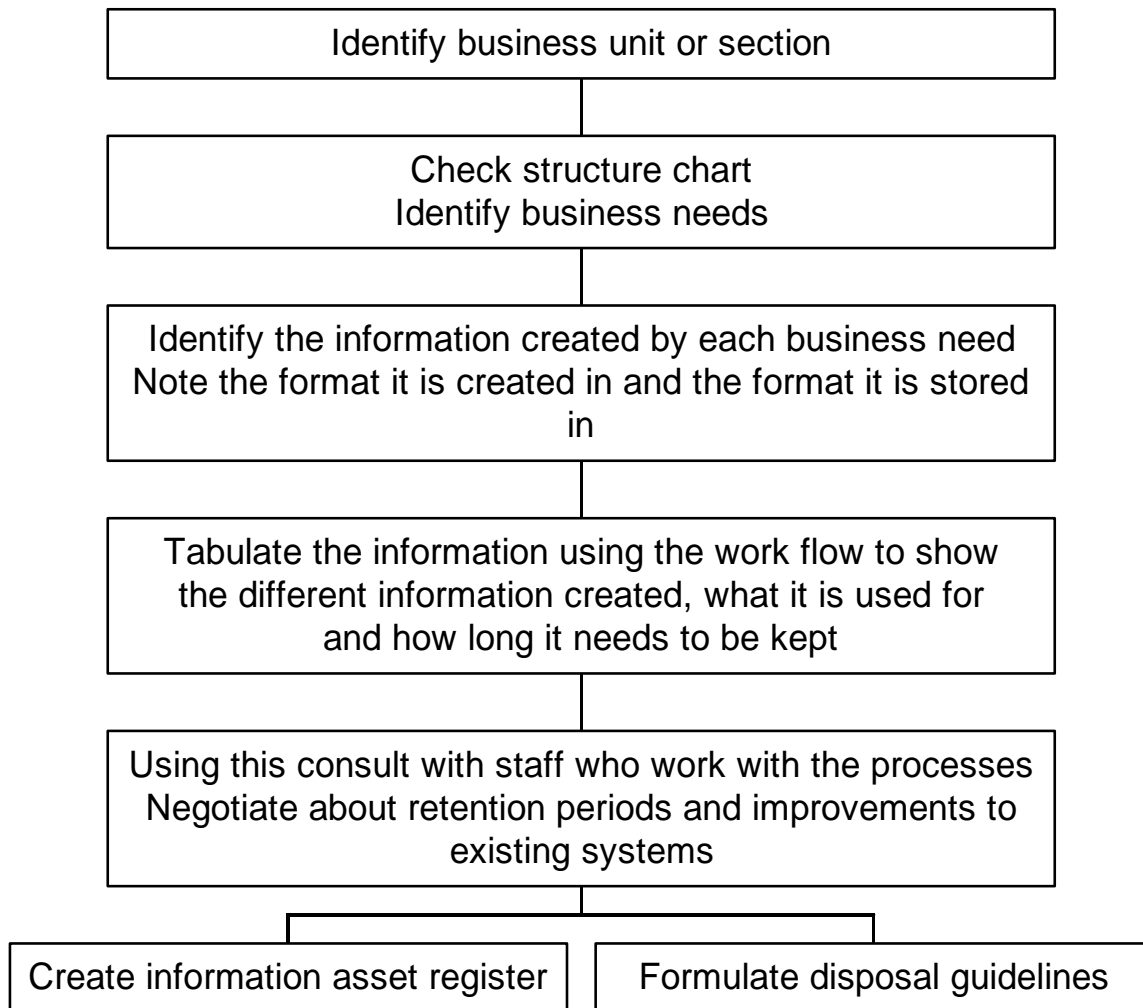 Identify business unit or section
Check structure chart
Identify business needs
Identify the information created by each business need
Note the format it is created in and the format it is stored
in
Tabulate the information using the work flow to show
the different information created, what it is used for
and how long it needs to be kept
Using this consult with staff who work with the processes
Negotiate about retention periods and improvements to
existing systems
Create information asset register
Formulate disposal guidelines